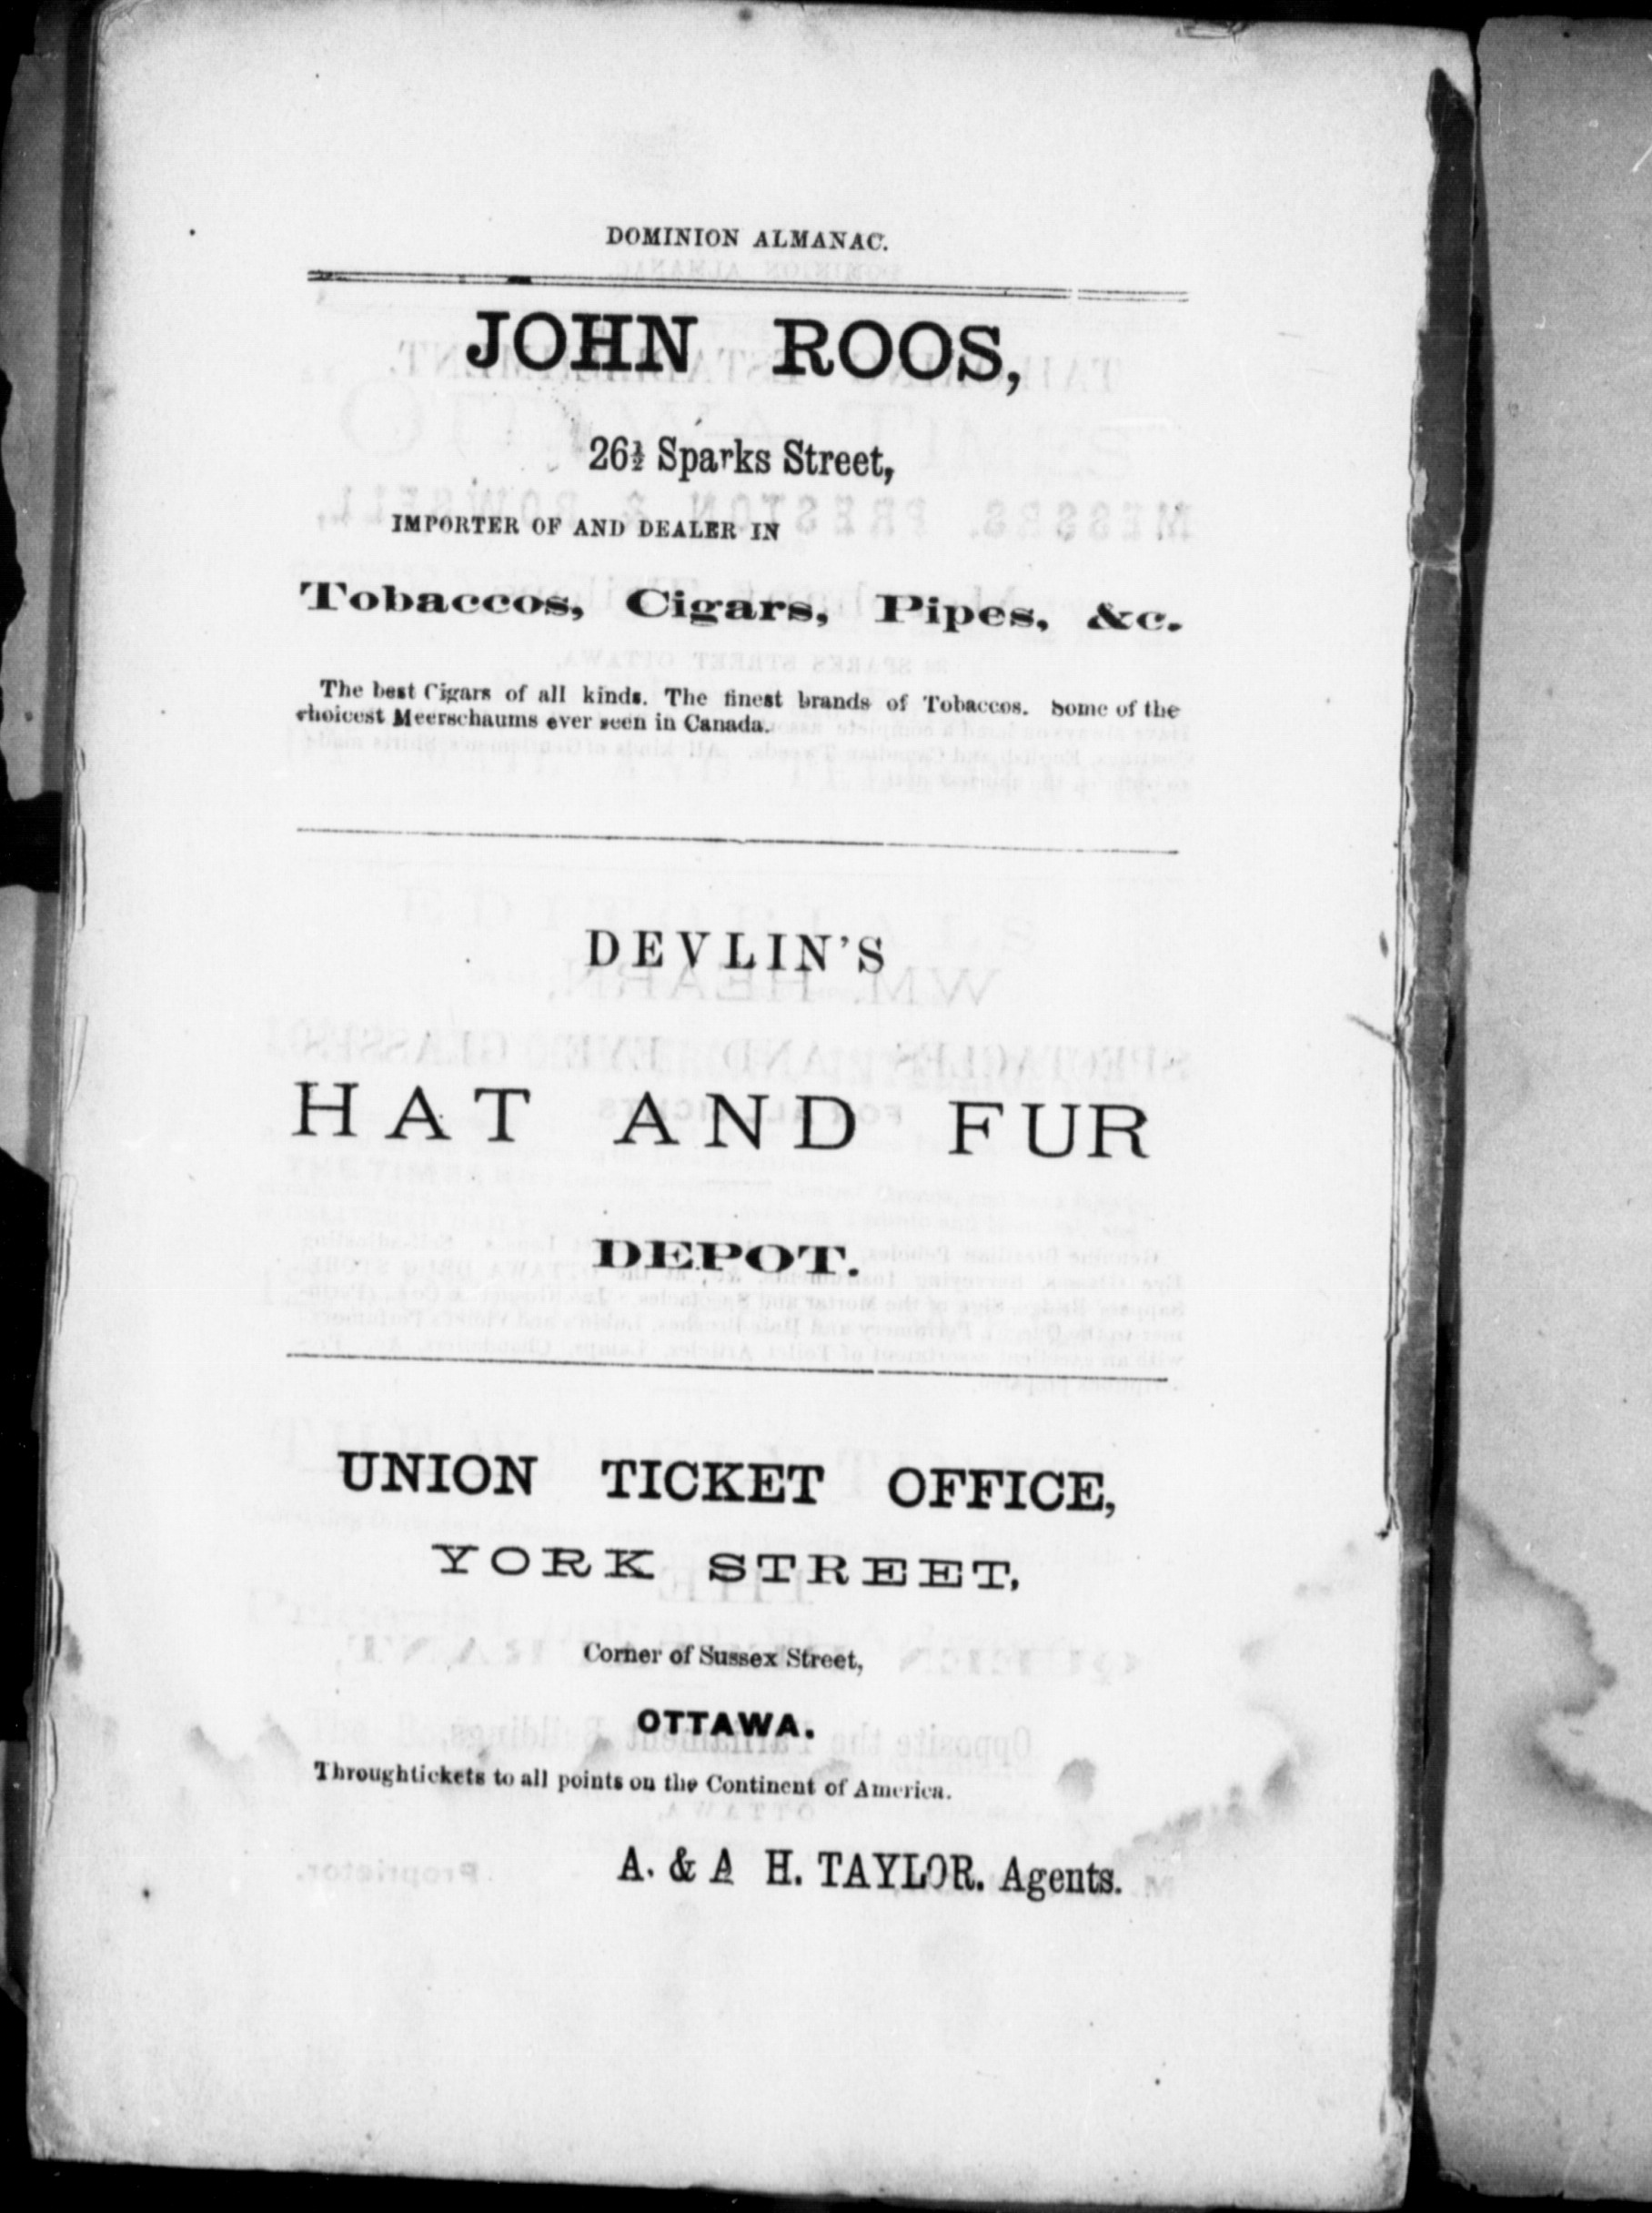 DOMINION ALMANAC.
JOHN ROOS,
26½ Sparks Street,
IMPORTER OF AND DEALER IN
Tobaccos, Cigars, Pipes, &c.
The best Cigars of all kinds. The finest brands of Tobaccos. Some of the
choicest Meerschaums ever seen in Canada.
DEVLIN'S
HAT AND FUR
DEPOT.
UNION TICKET OFFICE,
YORK STREET,
Corner of Sussex Street,
OTTAWA.
Throughtickets to all points on the Continent of America.
A. & A H. TAYLOR. Agents.